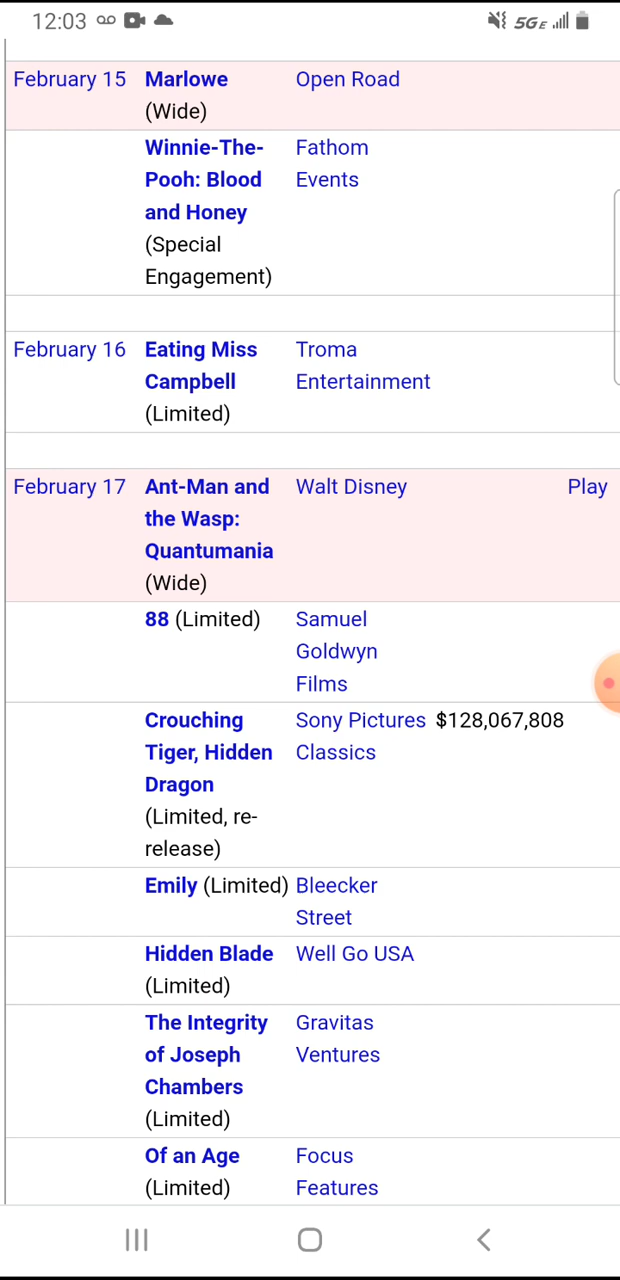 12:03
5GE
February 15 Marlowe Open Road
(Wide)
Winnie-The- Fathom
Pooh: Blood Events
and Honey
(Special
Engagement)
February 16 Eating Miss Troma
Campbell Entertainment
(Limited)
February 17 Ant-Man and Walt Disney Play
the Wasp:
Quantumania
(Wide)
88 (Limited) Samuel
Goldwyn
Films
Crouching Sony Pictures $128,067,808
Tiger, Hidden Classics
Dragon
(Limited, re-
release)
Emily (Limited) Bleecker
Street
Hidden Blade Well Go USA
(Limited)
The Integrity Gravitas
of Joseph Ventures
Chambers
(Limited)
Of an Age Focus
(Limited) Features